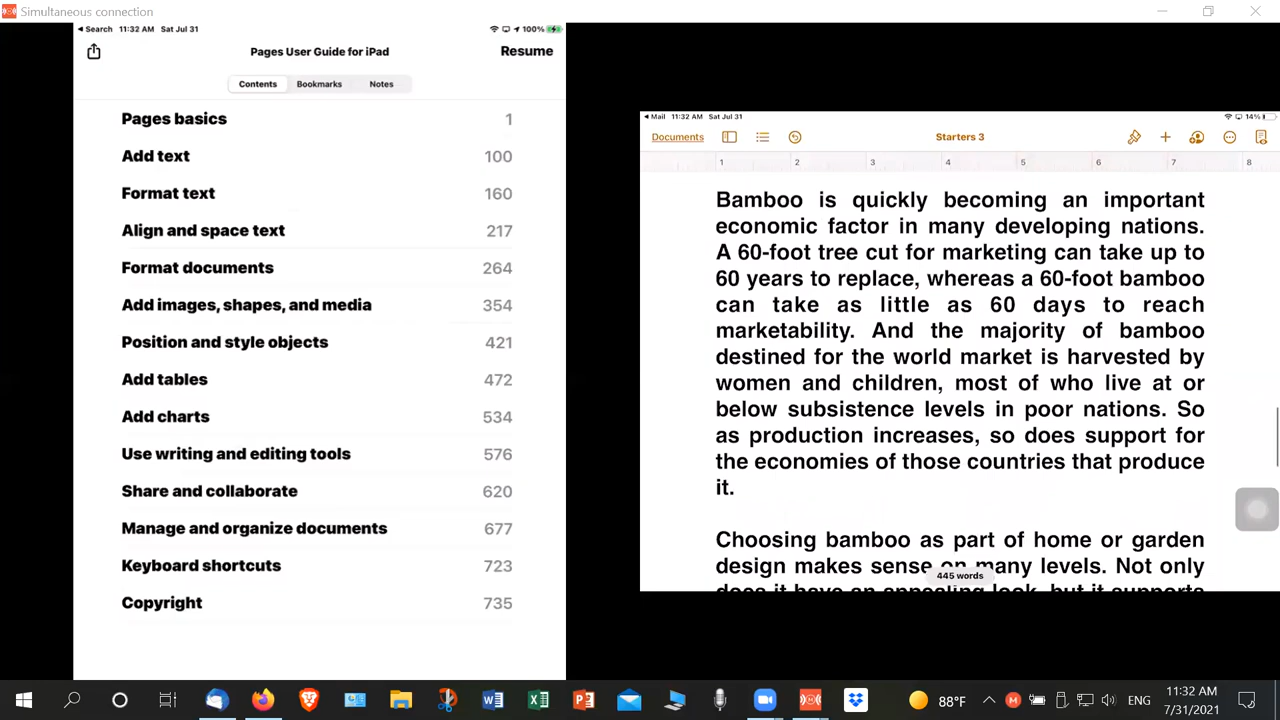 Simultaneous connection
Search 11:32 AM Sat Jul 31
100%
Pages User Guide for iPad
Resume
Contents Bookmarks Notes
Pages basics 1
Add text 100
Format text 160
Align and space text 217
Format documents 264
Add images, shapes, and media 354
Position and style objects 421
Add tables 472
Add charts 534
Use writing and editing tools 576
Share and collaborate 620
Manage and organize documents 677
Keyboard shortcuts 723
Copyright 735
Mail 11:32 AM Sat Jul 31
14%
Documents
Starters 3
1 2 3 4 5 6 7 8
Bamboo is quickly becoming an important
economic factor in many developing nations.
A 60-foot tree cut for marketing can take up to
60 years to replace, whereas a 60-foot bamboo
can take as little as 60 days to reach
marketability. And the majority of bamboo
destined for the world market is harvested by
women and children, most of who live at or
below subsistence levels in poor nations. So
as production increases, so does support for
the economies of those countries that produce
it.
Choosing bamboo as part of home or garden
design makes sense on many levels. Not only
does it have an appealing look, but it supports
445 words
88°F
ENG
11:32 AM
7/31/2021